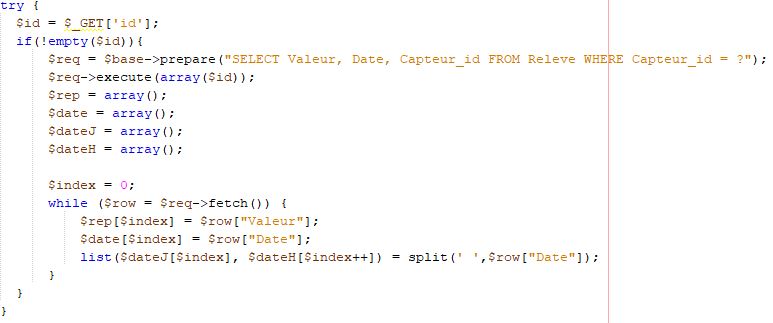 try {
$id = $_GET['id'];
if(!empty($id)){
$req = $base->prepare("SELECT Valeur, Date, Capteur_id FROM Releve WHERE Capteur_id = ?");
$req->execute(array($id));
$rep = array();
$date = array();
$dateJ = array();
$dateH = array();
$index = 0;
while ($row = $req->fetch()) {
$rep[$index] = $row["Valeur"];
$date[$index] = $row["Date"];
list($dateJ[$index], $dateH[$index++]) = split(' ',$row["Date"]);
}
}
}